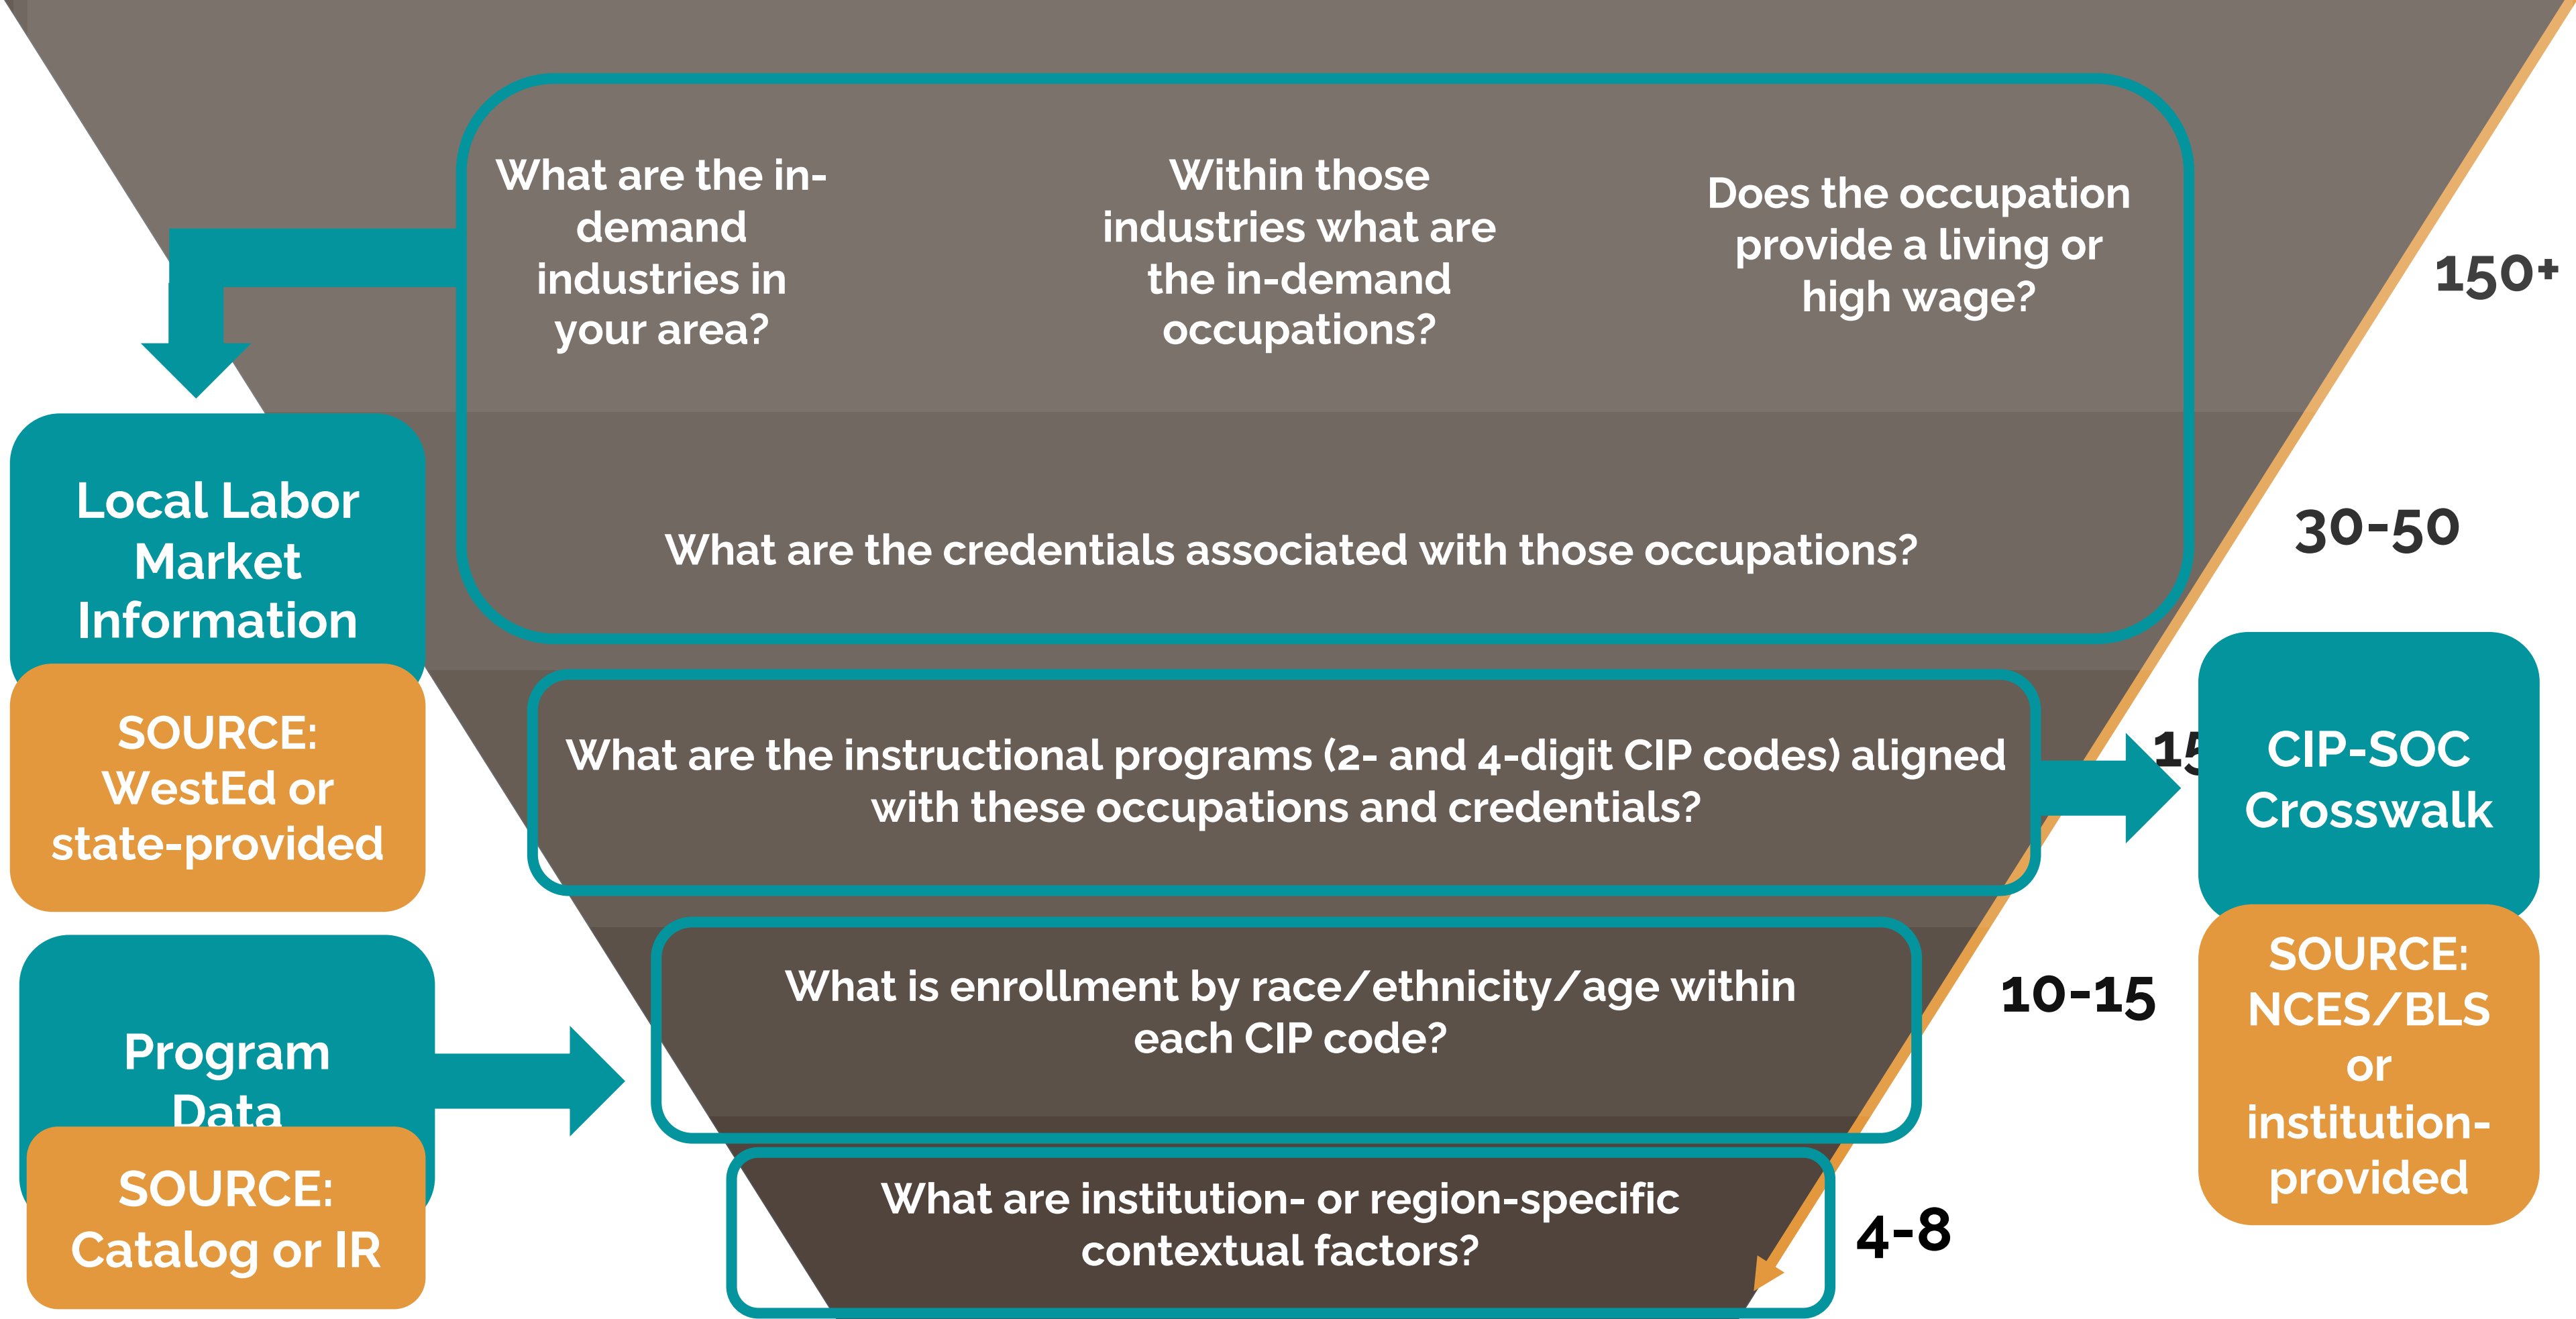 What are the in-
demand
industries in
your area?
Within those
industries what are
the in-demand
occupations?
Does the occupation
provide a living or
high wage?
150+
What are the credentials associated with those occupations?
30-50
Local Labor
Market
Information
SOURCE:
WestEd or
state-provided
What are the instructional programs (2- and 4-digit CIP codes) aligned
with these occupations and credentials?
CIP-SOC
Crosswalk
SOURCE:
NCES/BLS
or
institution-
provided
What is enrollment by race/ethnicity/age within
each CIP code?
10-15
Program
Data
SOURCE:
Catalog or IR
What are institution- or region-specific
contextual factors?
4-8